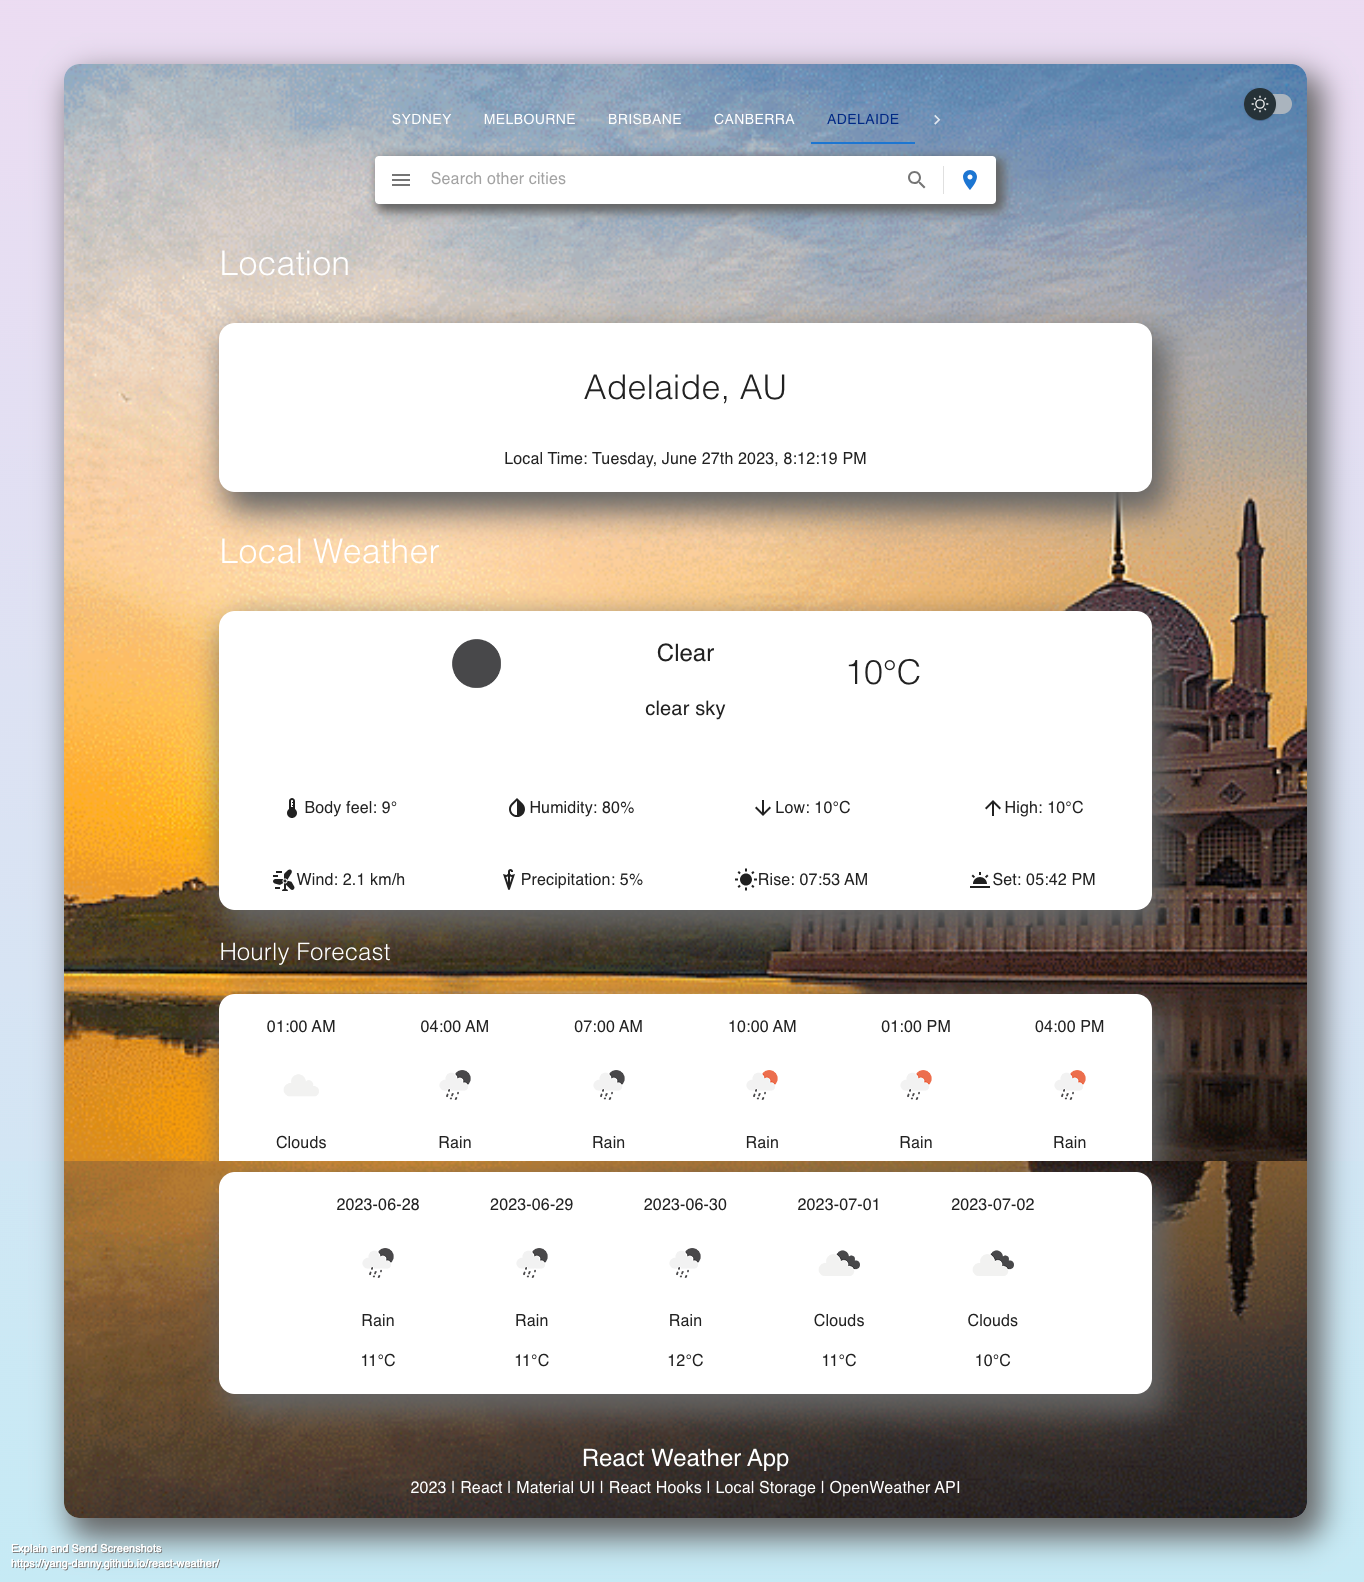 SYDNEY MELBOURNE BRISBANE CANBERRA ADELAIDE
Search other cities
Location
Adelaide, AU
Local Time: Tuesday, June 27th 2023, 8:12:19 PM
Local Weather
Clear
10°C
clear sky
Body feel: 9° Humidity: 80% Low: 10°C High: 10°C
Wind: 2.1 km/h Precipitation: 5% Rise: 07:53 AM Set: 05:42 PM
Hourly Forecast
01:00 AM 04:00 AM 07:00 AM 10:00 AM 01:00 PM 04:00 PM
Clouds Rain Rain Rain Rain Rain
2023-06-28 2023-06-29 2023-06-30 2023-07-01 2023-07-02
Rain Rain Rain Clouds Clouds
11°C 11°C 12°C 11°C 10°C
React Weather App
2023 | React | Material UI | React Hooks | Local Storage | OpenWeather API
Explain and Send Screenshots
https://yang-danny.github.io/react-weather/